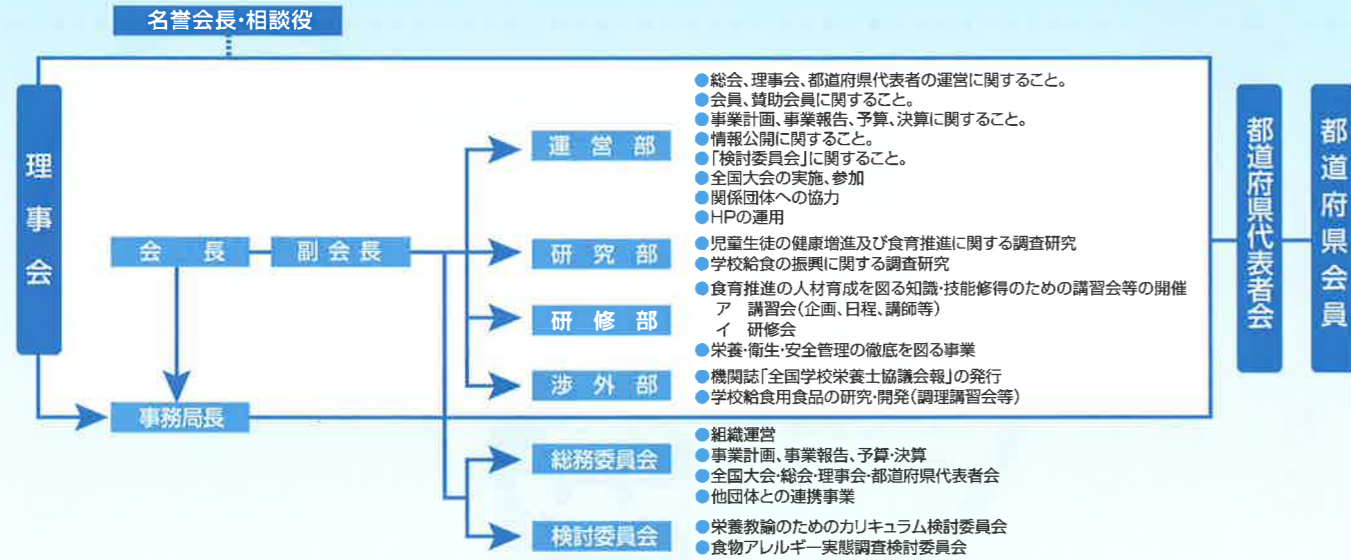 名誉会長・相談役
理事会
会長
副会長
事務局長
運営部
●総会、理事会、都道府県代表者の運営に関すること。
●会員、賛助会員に関すること。
●事業計画、事業報告、予算、決算に関すること。
●情報公開に関すること。
●「検討委員会」に関すること。
●全国大会の実施、参加
●関係団体への協力
●HPの運用
研究部
●児童生徒の健康増進及び食育推進に関する調査研究
●学校給食の振興に関する調査研究
研修部
●食育推進の人材育成を図る知識・技能修得のための講習会等の開催
ア 講習会(企画、日程、講師等)
イ 研修会
●栄養・衛生・安全管理の徹底を図る事業
渉外部
●機関誌「全国学校栄養士協議会報」の発行
●学校給食用食品の研究・開発(調理講習会等)
総務委員会
●組織運営
●事業計画、事業報告、予算・決算
●全国大会・総会・理事会・都道府県代表者会
●他団体との連携事業
検討委員会
●栄養教諭のためのカリキュラム検討委員会
●食物アレルギー実態調査検討委員会
都道府県代表者会
都道府県会員